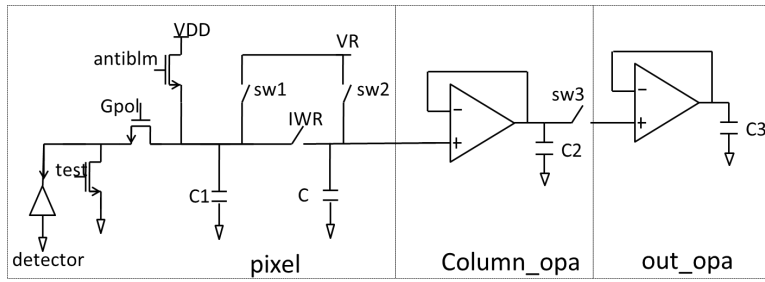 VDD
antiblm
VR
Gpol
sw1
sw2
IWR
sw3
test
C1
C
C2
C3
detector
pixel
Column_opa
out_opa